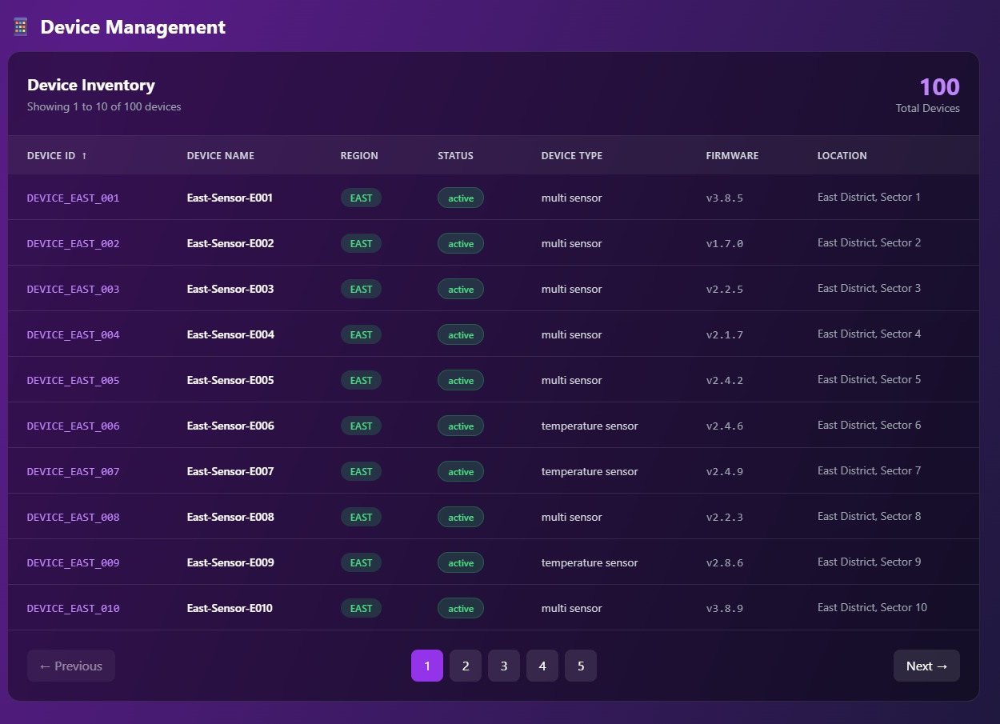 Device Management
Device Inventory
Showing 1 to 10 of 100 devices
100
Total Devices
DEVICE ID ↑ DEVICE NAME REGION STATUS DEVICE TYPE FIRMWARE LOCATION
DEVICE_EAST_001 East-Sensor-E001 EAST active multi sensor v3.8.5 East District, Sector 1
DEVICE_EAST_002 East-Sensor-E002 EAST active multi sensor v1.7.0 East District, Sector 2
DEVICE_EAST_003 East-Sensor-E003 EAST active multi sensor v2.2.5 East District, Sector 3
DEVICE_EAST_004 East-Sensor-E004 EAST active multi sensor v2.1.7 East District, Sector 4
DEVICE_EAST_005 East-Sensor-E005 EAST active multi sensor v2.4.2 East District, Sector 5
DEVICE_EAST_006 East-Sensor-E006 EAST active temperature sensor v2.4.6 East District, Sector 6
DEVICE_EAST_007 East-Sensor-E007 EAST active temperature sensor v2.4.9 East District, Sector 7
DEVICE_EAST_008 East-Sensor-E008 EAST active multi sensor v2.2.3 East District, Sector 8
DEVICE_EAST_009 East-Sensor-E009 EAST active temperature sensor v2.8.6 East District, Sector 9
DEVICE_EAST_010 East-Sensor-E010 EAST active multi sensor v3.8.9 East District, Sector 10
← Previous 1 2 3 4 5 Next →